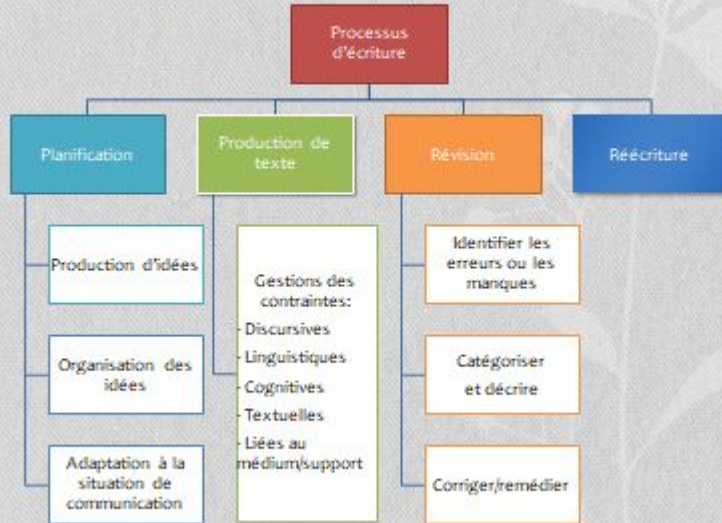 Processus
d'écriture
Planification
Production de
texte
Révision
Réécriture
Production d'idées
Organisation des
idées
Adaptation à la
situation de
communication
Gestions des
contraintes:
- Discursives
- Linguistiques
- Cognitives
- Textuelles
- Liées au
médium/support
Identifier les
erreurs ou les
manques
Catégoriser
et décrire
Corriger/remédier